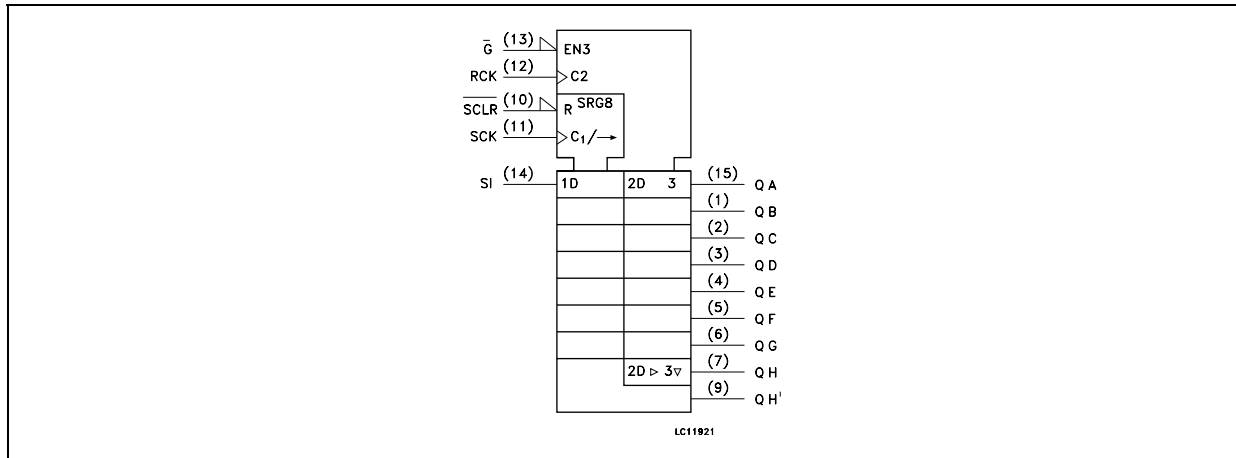 G̅ (13) EN3
RCK (12) C2
S̅C̅L̅R̅ (10) R SRG8
SCK (11) C1/→
SI (14) 1D 2D 3 (15) QA
(1) QB
(2) QC
(3) QD
(4) QE
(5) QF
(6) QG
2D ▷ 3▽ (7) QH
(9) QH'
LC11921